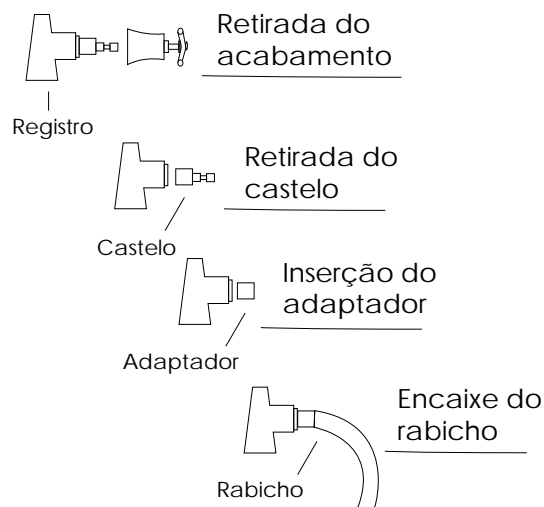 Retirada do
acabamento
Registro
Retirada do
castelo
Castelo
Inserção do
adaptador
Adaptador
Encaixe do
rabicho
Rabicho